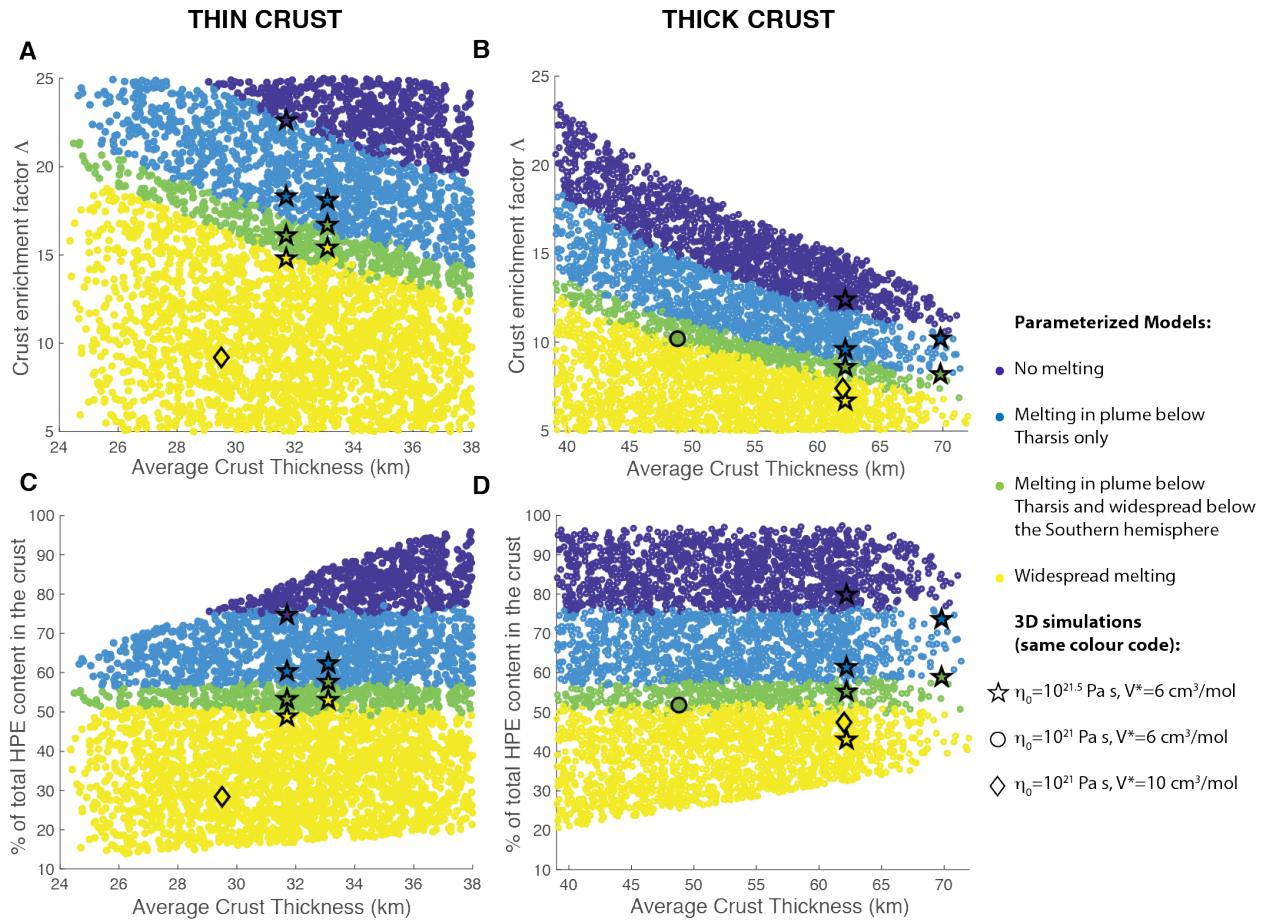 THIN CRUST
THICK CRUST
A
25
20
15
10
5
Crust enrichment factor Λ
24 26 28 30 32 34 36 38
Average Crust Thickness (km)
B
25
20
15
10
5
Crust enrichment factor Λ
40 45 50 55 60 65 70
Average Crust Thickness (km)
C
100
90
80
70
60
50
40
30
20
10
% of total HPE content in the crust
24 26 28 30 32 34 36 38
Average Crust Thickness (km)
D
100
90
80
70
60
50
40
30
20
10
% of total HPE content in the crust
40 45 50 55 60 65 70
Average Crust Thickness (km)
Parameterized Models:
No melting
Melting in plume below
Tharsis only
Melting in plume below
Tharsis and widespread below
the Southern hemisphere
Widespread melting
3D simulations
(same colour code):
η₀=10²¹·⁵ Pa s, V*=6 cm³/mol
η₀=10²¹ Pa s, V*=6 cm³/mol
η₀=10²¹ Pa s, V*=10 cm³/mol